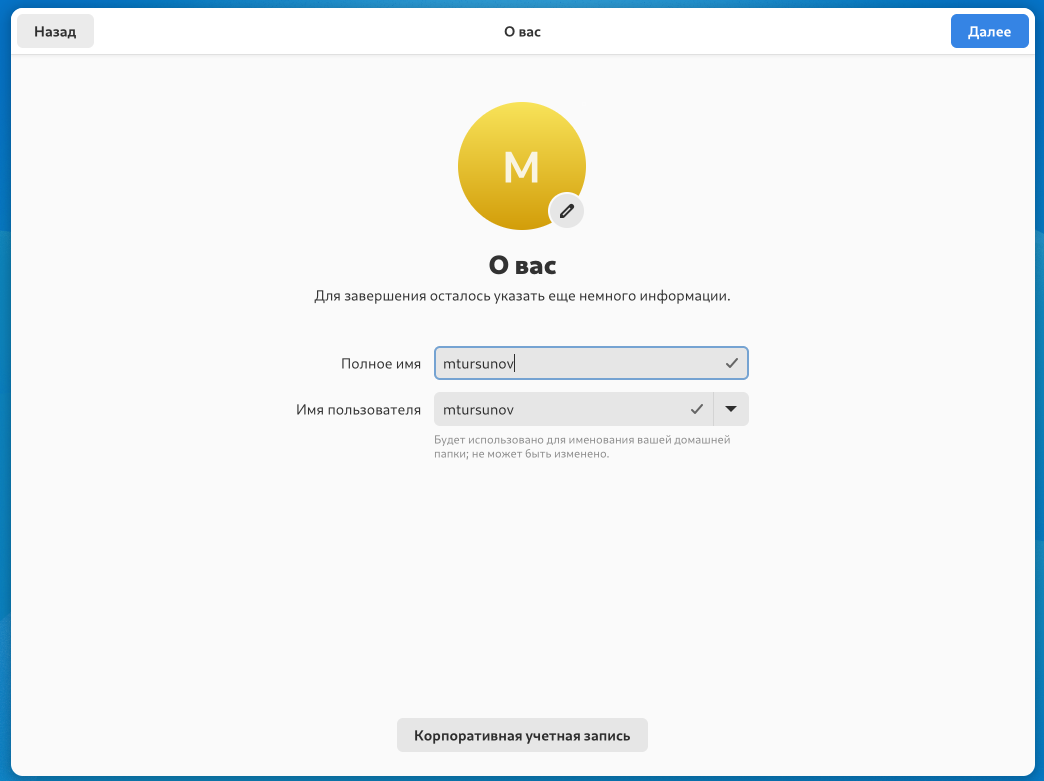 Назад
О вас
Далее
M
О вас
Для завершения осталось указать еще немного информации.
Полное имя
mtursunov
Имя пользователя
mtursunov
Будет использовано для именования вашей домашней
папки; не может быть изменено.
Корпоративная учетная запись